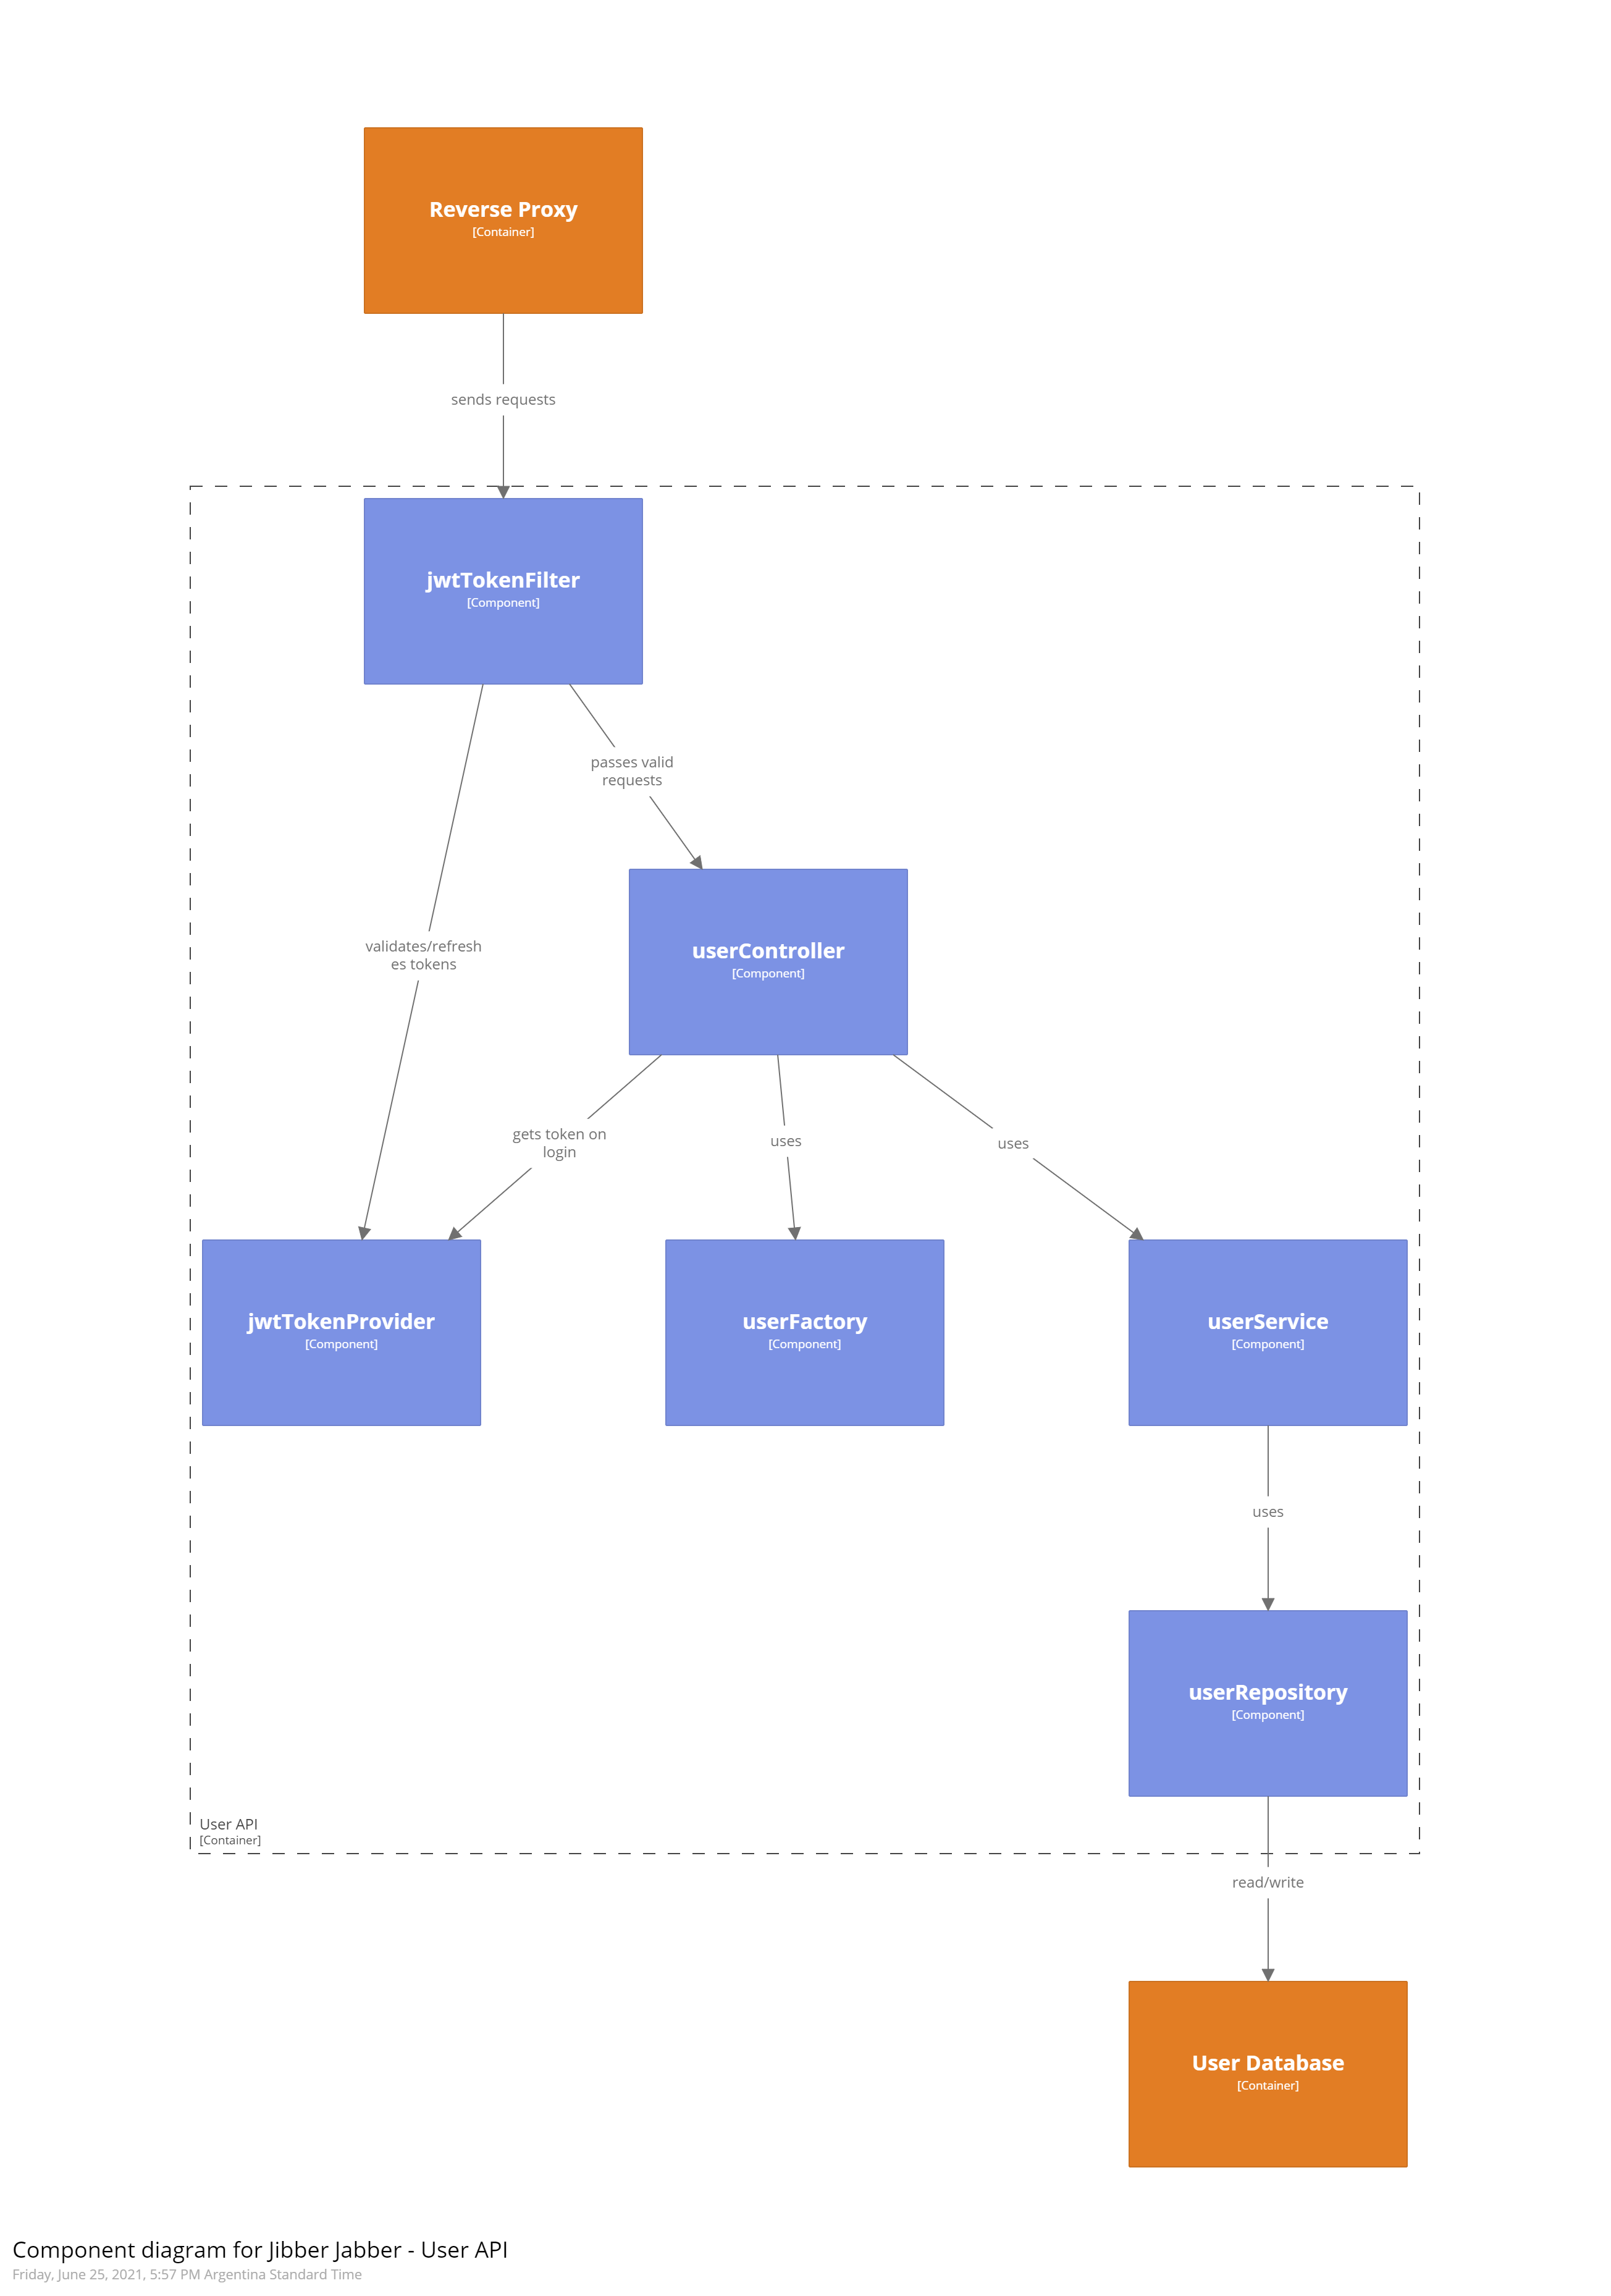 Reverse Proxy
[Container]
sends requests
jwtTokenFilter
[Component]
passes valid
requests
validates/refresh
es tokens
userController
[Component]
gets token on
login
uses
uses
jwtTokenProvider
[Component]
userFactory
[Component]
userService
[Component]
uses
userRepository
[Component]
User API
[Container]
read/write
User Database
[Container]
Component diagram for Jibber Jabber - User API
Friday, June 25, 2021, 5:57 PM Argentina Standard Time